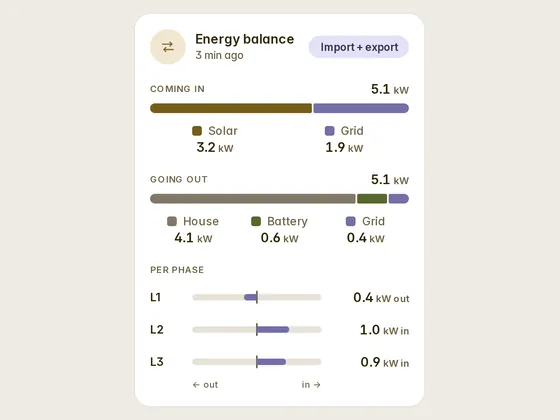 Energy balance
3 min ago
Import + export
COMING IN
5.1 kW
Solar
Grid
3.2 kW
1.9 kW
GOING OUT
5.1 kW
House
Battery
Grid
4.1 kW
0.6 kW
0.4 kW
PER PHASE
L1
0.4 kW out
L2
1.0 kW in
L3
0.9 kW in
← out
in →